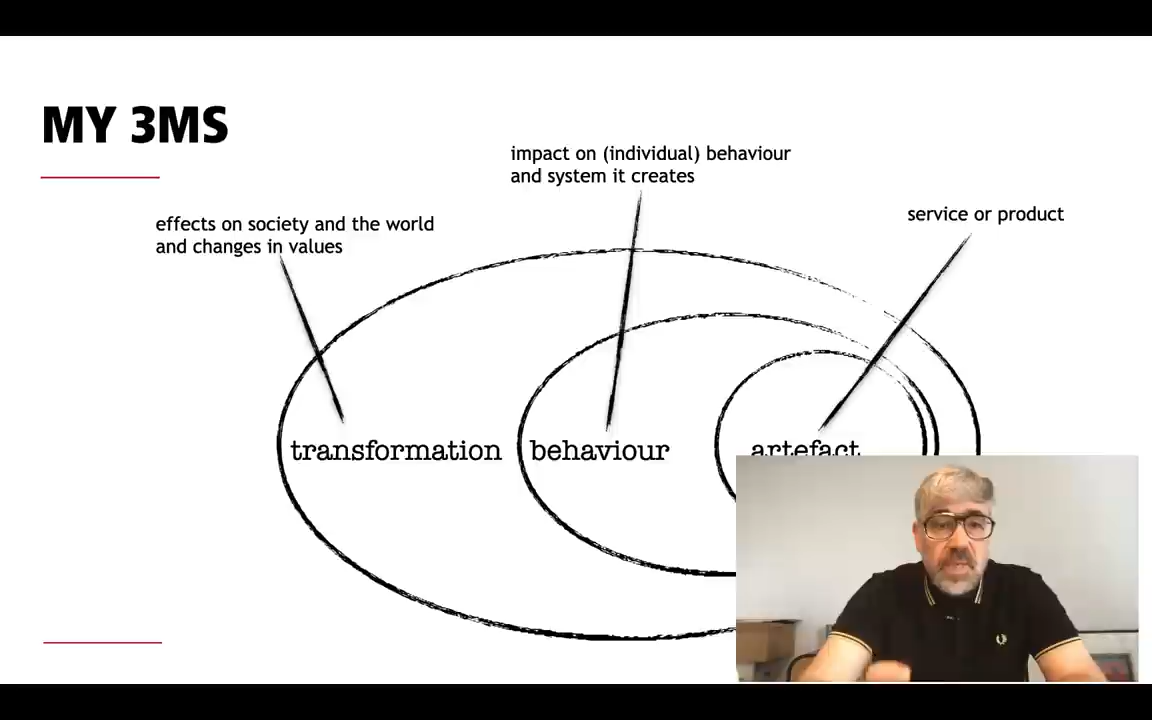 MY 3MS
impact on (individual) behaviour
and system it creates
service or product
effects on society and the world
and changes in values
transformation
behaviour
artefact